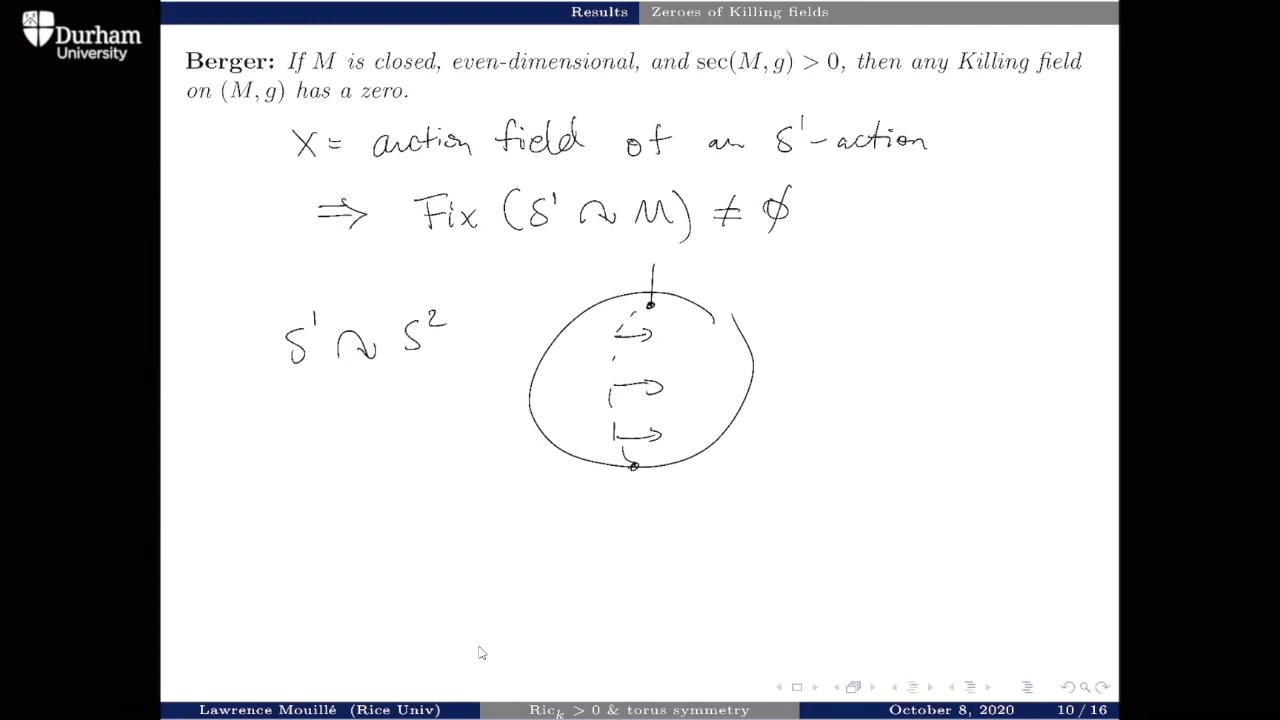 Results Zeroes of Killing fields
Durham
University
Berger: If M is closed, even-dimensional, and sec(M, g) > 0, then any Killing field
on (M, g) has a zero.
X = action field of an S¹-action
⇒ Fix (S¹ ↷ M) ≠ ∅
S¹ ↷ S²
Lawrence Mouillé (Rice Univ) Ricₖ > 0 & torus symmetry October 8, 2020 10 / 16